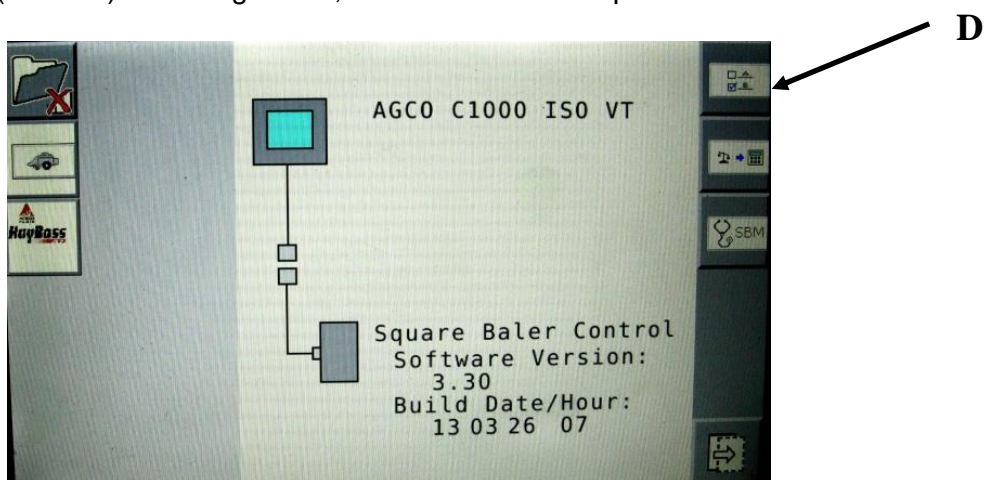 D
AGCO C1000 ISO VT
HayBoss
SBM
Square Baler Control
Software Version:
3.30
Build Date/Hour:
13 03 26 07